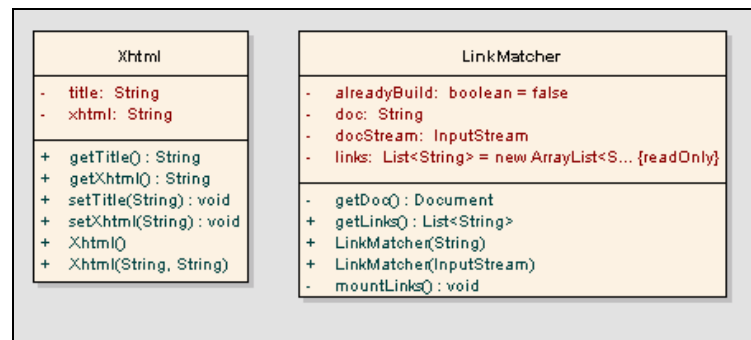 Xhtml
- title: String
- xhtml: String
+ getTitle() : String
+ getXhtml() : String
+ setTitle(String) : void
+ setXhtml(String) : void
+ Xhtml()
+ Xhtml(String, String)
LinkMatcher
- alreadyBuild: boolean = false
- doc: String
- docStream: InputStream
- links: List<String> = new ArrayList<S... {readOnly}
- getDoc() : Document
+ getLinks() : List<String>
+ LinkMatcher(String)
+ LinkMatcher(InputStream)
- mountLinks() : void